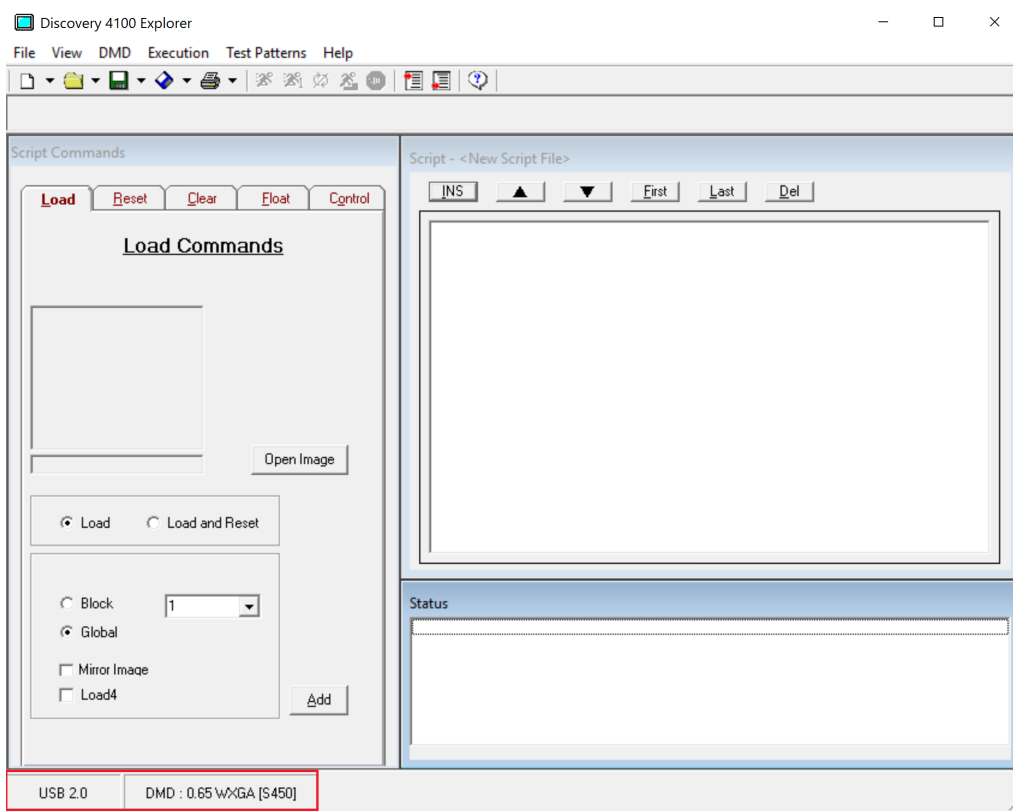 Discovery 4100 Explorer
File View DMD Execution Test Patterns Help
Script Commands
Load Reset Clear Float Control
Load Commands
Open Image
Load Load and Reset
Block 1
Global
Mirror Image
Load4
Add
Script - <New Script File>
INS First Last Del
Status
USB 2.0 DMD : 0.65 WXGA [S450]